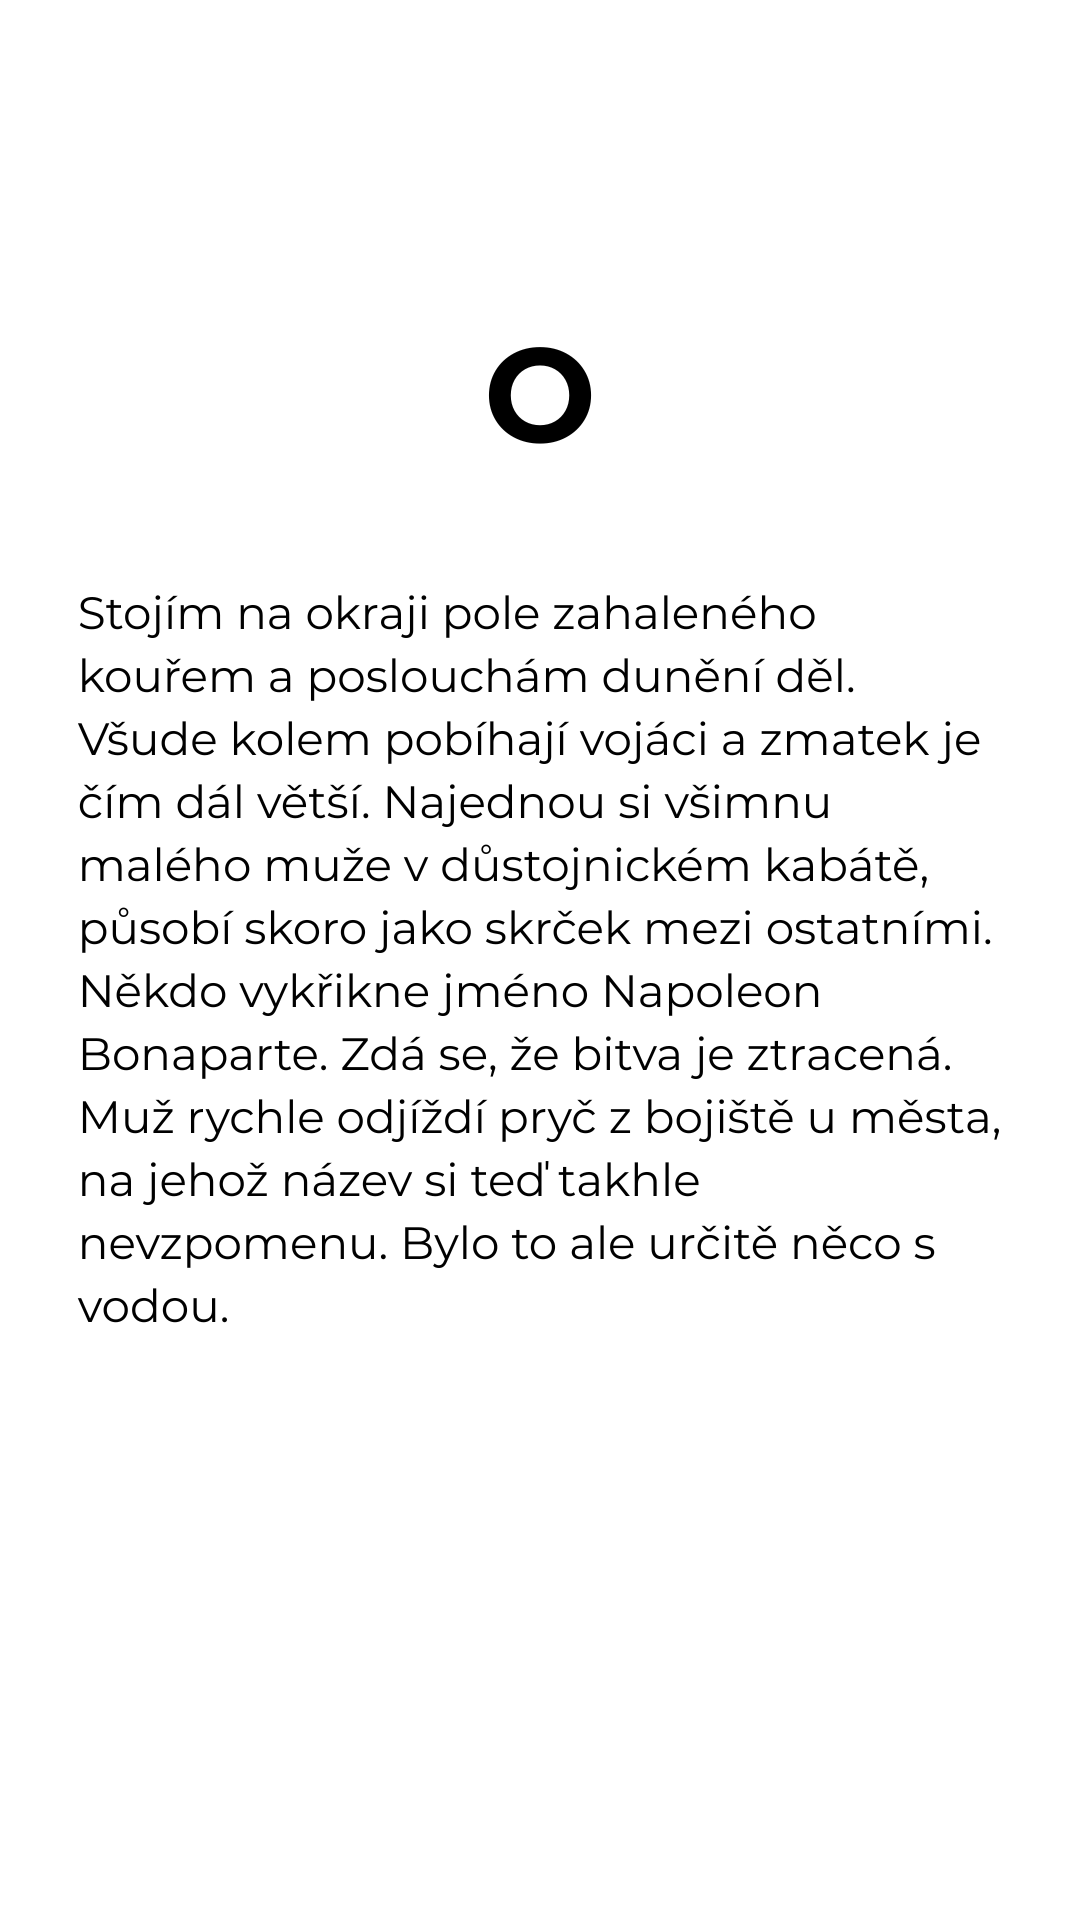 O
Stojím na okraji pole zahaleného
kouřem a poslouchám dunění děl.
Všude kolem pobíhají vojáci a zmatek je
čím dál větší. Najednou si všimnu
malého muže v důstojnickém kabátě,
působí skoro jako skrček mezi ostatními.
Někdo vykřikne jméno Napoleon
Bonaparte. Zdá se, že bitva je ztracená.
Muž rychle odjíždí pryč z bojiště u města,
na jehož název si teď takhle
nevzpomenu. Bylo to ale určitě něco s
vodou.